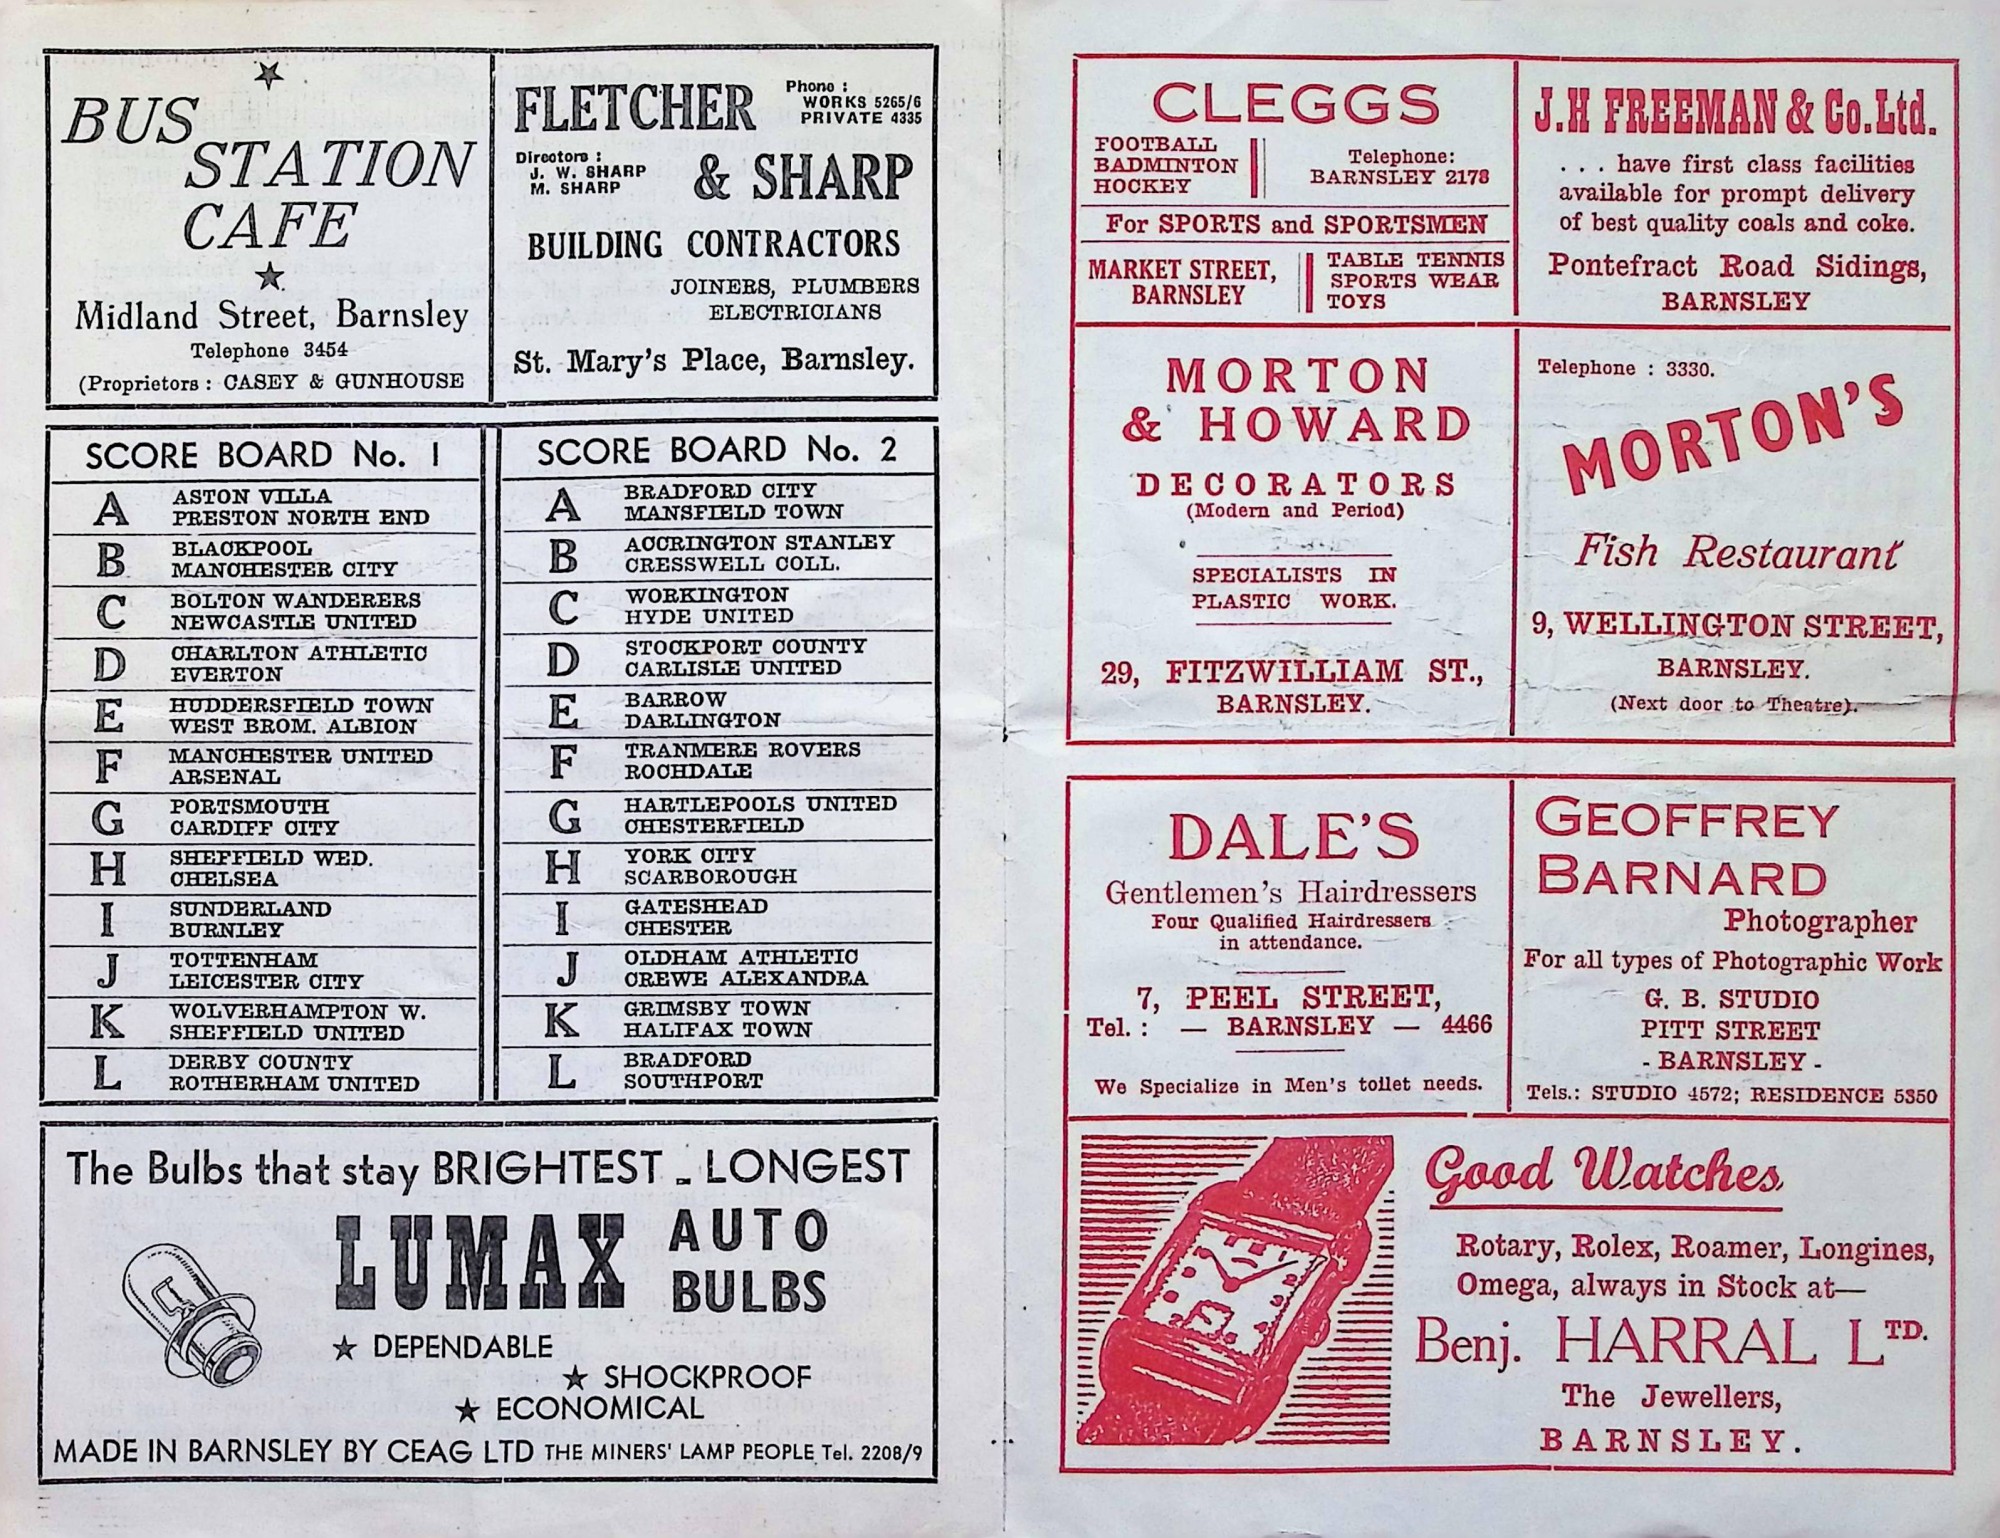 BUS
STATION
CAFE
Midland Street, Barnsley
Telephone 3454
(Proprietors : CASEY & GUNHOUSE
FLETCHER
Phone :
WORKS 5265/6
PRIVATE 4335
Directors :
J. W. SHARP
M. SHARP
& SHARP
BUILDING CONTRACTORS
JOINERS, PLUMBERS
ELECTRICIANS
St. Mary's Place, Barnsley.
SCORE BOARD No. 1
A
ASTON VILLA
PRESTON NORTH END
B
BLACKPOOL
MANCHESTER CITY
C
BOLTON WANDERERS
NEWCASTLE UNITED
D
CHARLTON ATHLETIC
EVERTON
E
HUDDERSFIELD TOWN
WEST BROM. ALBION
F
MANCHESTER UNITED
ARSENAL
G
PORTSMOUTH
CARDIFF CITY
H
SHEFFIELD WED.
CHELSEA
I
SUNDERLAND
BURNLEY
J
TOTTENHAM
LEICESTER CITY
K
WOLVERHAMPTON W.
SHEFFIELD UNITED
L
DERBY COUNTY
ROTHERHAM UNITED
SCORE BOARD No. 2
A
BRADFORD CITY
MANSFIELD TOWN
B
ACCRINGTON STANLEY
CRESSWELL COLL.
C
WORKINGTON
HYDE UNITED
D
STOCKPORT COUNTY
CARLISLE UNITED
E
BARROW
DARLINGTON
F
TRANMERE ROVERS
ROCHDALE
G
HARTLEPOOLS UNITED
CHESTERFIELD
H
YORK CITY
SCARBOROUGH
I
GATESHEAD
CHESTER
J
OLDHAM ATHLETIC
CREWE ALEXANDRA
K
GRIMSBY TOWN
HALIFAX TOWN
L
BRADFORD
SOUTHPORT
The Bulbs that stay BRIGHTEST - LONGEST
LUMAX AUTO
BULBS
★ DEPENDABLE
★ SHOCKPROOF
★ ECONOMICAL
MADE IN BARNSLEY BY CEAG LTD THE MINERS' LAMP PEOPLE Tel. 2208/9
CLEGGS
FOOTBALL
BADMINTON
HOCKEY
Telephone:
BARNSLEY 2178
For SPORTS and SPORTSMEN
MARKET STREET,
BARNSLEY
TABLE TENNIS
SPORTS WEAR
TOYS
J.H FREEMAN & Co.Ltd.
. . . have first class facilities
available for prompt delivery
of best quality coals and coke.
Pontefract Road Sidings,
BARNSLEY
MORTON
& HOWARD
DECORATORS
(Modern and Period)
SPECIALISTS IN
PLASTIC WORK.
29, FITZWILLIAM ST.,
BARNSLEY.
Telephone : 3330.
MORTON'S
Fish Restaurant
9, WELLINGTON STREET,
BARNSLEY.
(Next door to Theatre).
DALE'S
Gentlemen's Hairdressers
Four Qualified Hairdressers
in attendance.
7, PEEL STREET,
Tel. : — BARNSLEY — 4466
We Specialize in Men's toilet needs.
GEOFFREY
BARNARD
Photographer
For all types of Photographic Work
G. B. STUDIO
PITT STREET
- BARNSLEY -
Tels.: STUDIO 4572; RESIDENCE 5350
Good Watches
Rotary, Rolex, Roamer, Longines,
Omega, always in Stock at—
Benj. HARRAL LTD.
The Jewellers,
BARNSLEY.